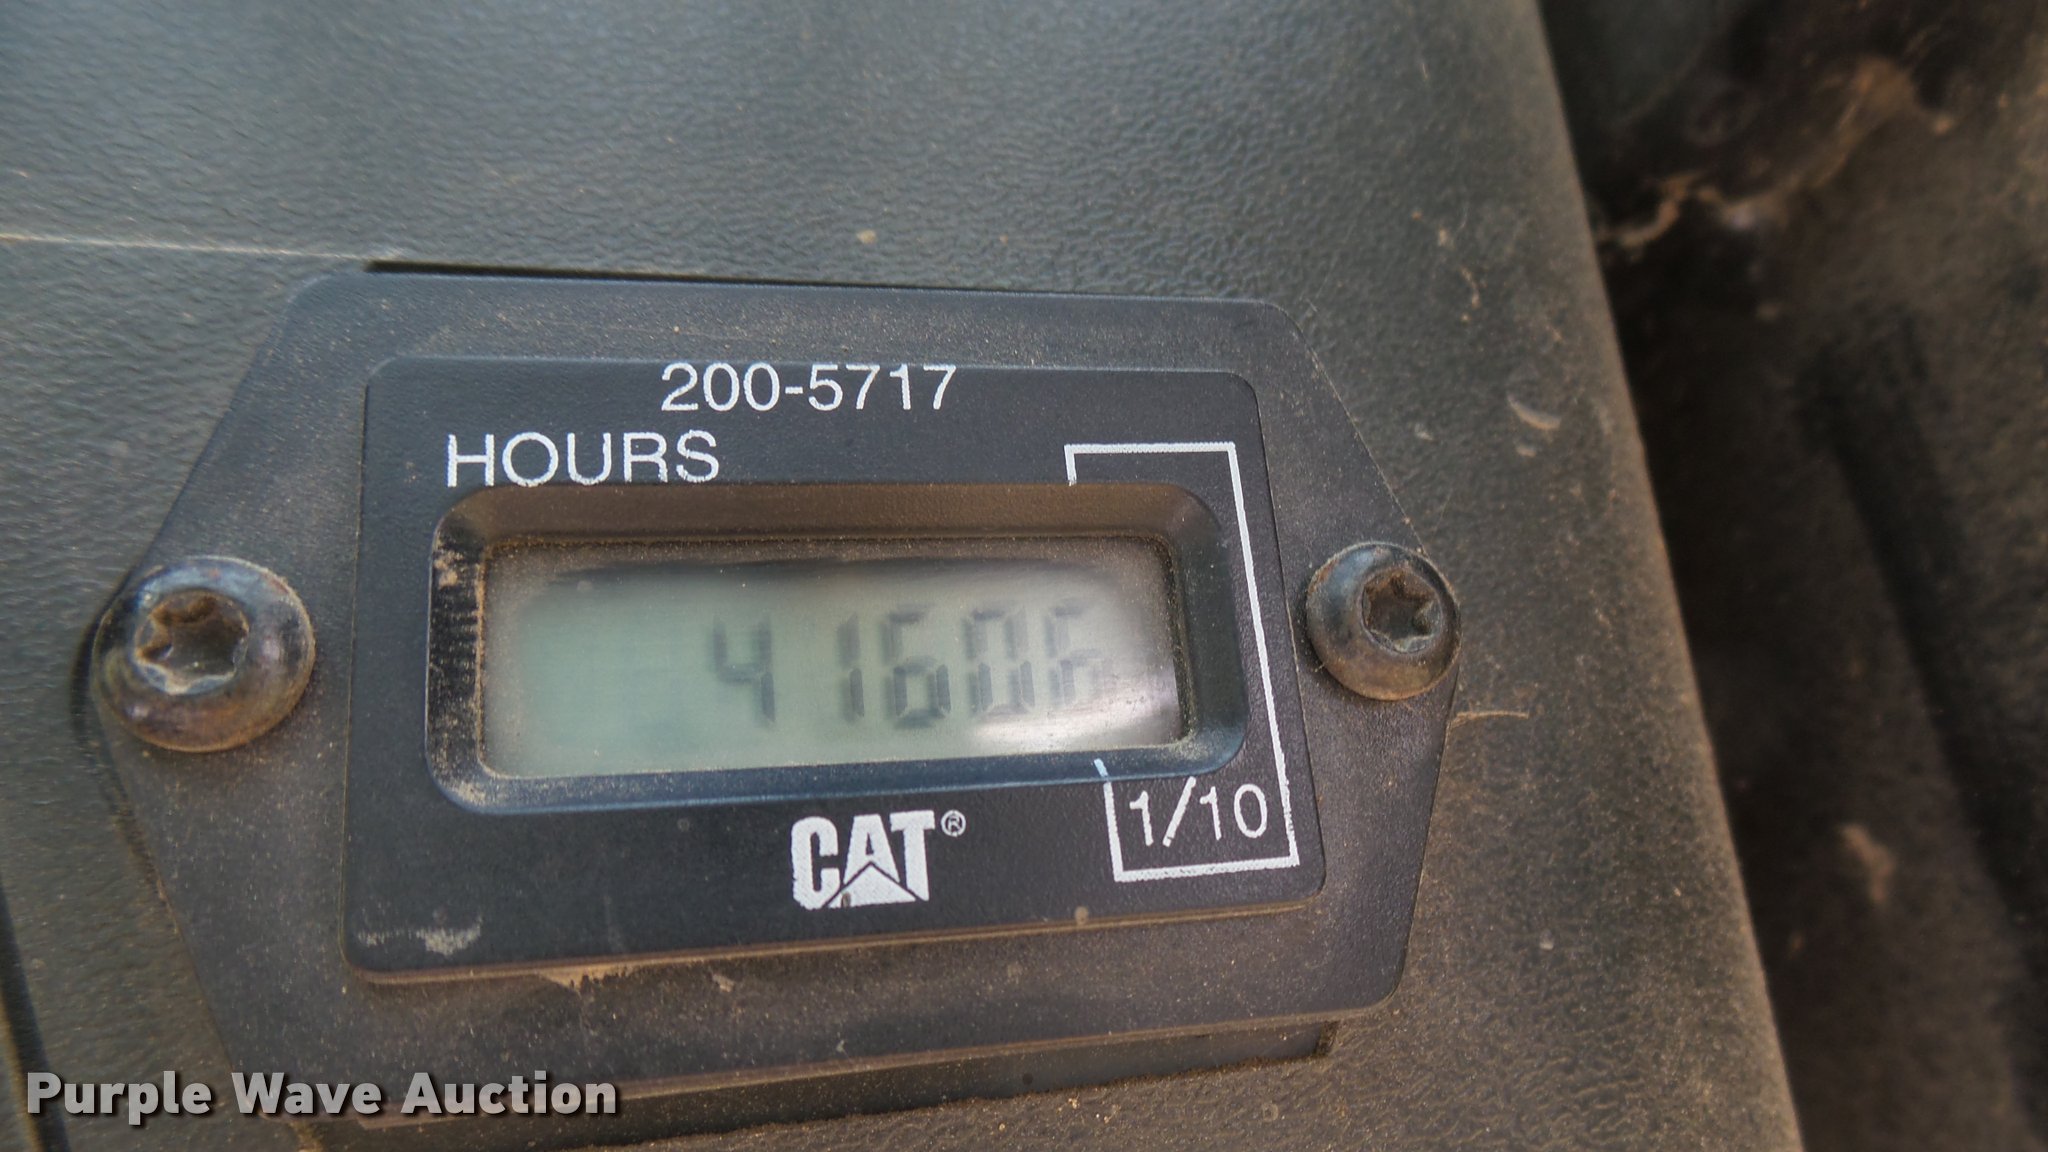 200-5717
HOURS
41606
1/10
CAT®
Purple Wave Auction